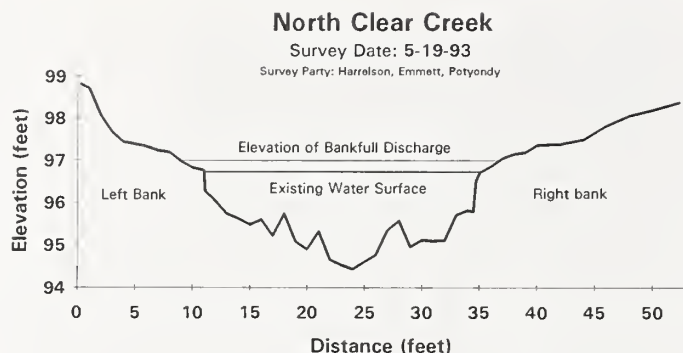 North Clear Creek
Survey Date: 5-19-93
Survey Party: Harrelson, Emmett, Potyondy
Elevation (feet)
99
98
97
96
95
94
Elevation of Bankfull Discharge
Left Bank
Existing Water Surface
Right bank
0 5 10 15 20 25 30 35 40 45 50
Distance (feet)